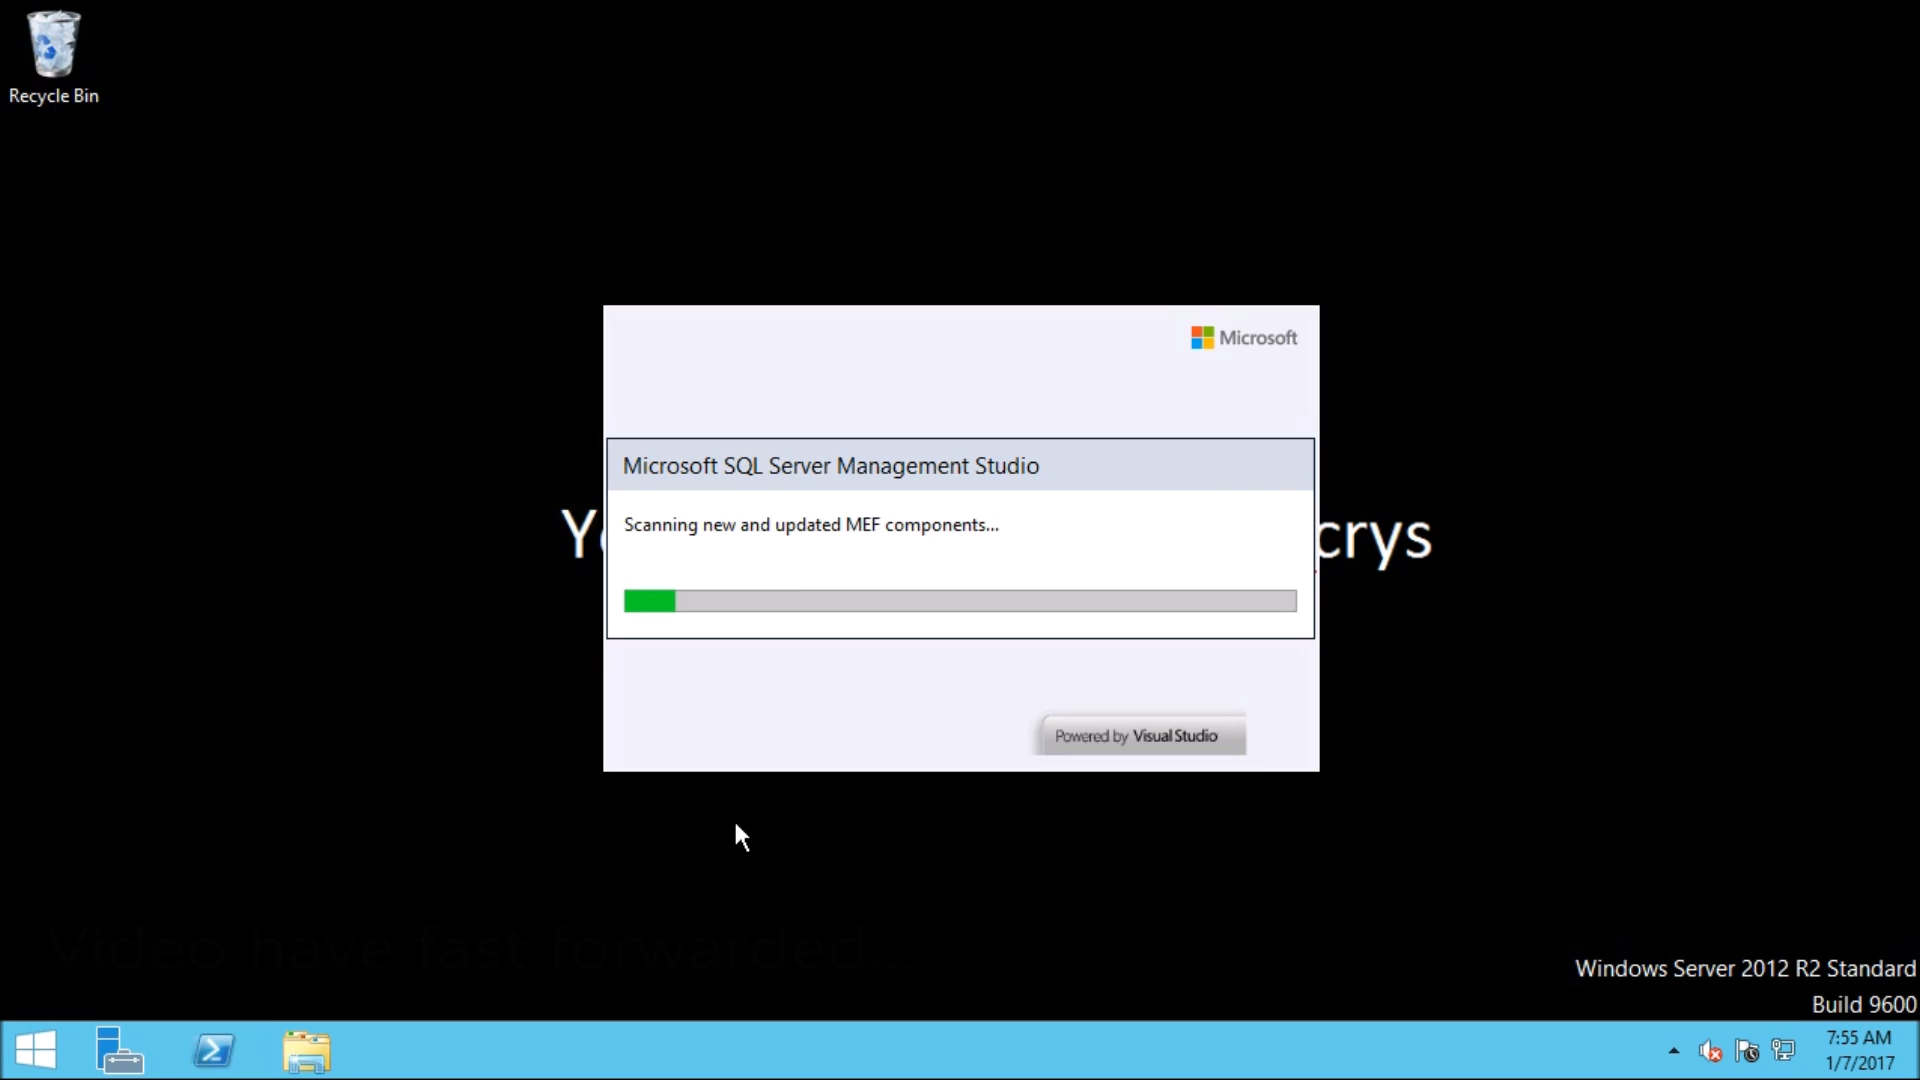 Recycle Bin
Microsoft
Microsoft SQL Server Management Studio
Scanning new and updated MEF components...
crys
Powered by Visual Studio
Video have fast forwarded
Windows Server 2012 R2 Standard
Build 9600
7:55 AM
1/7/2017